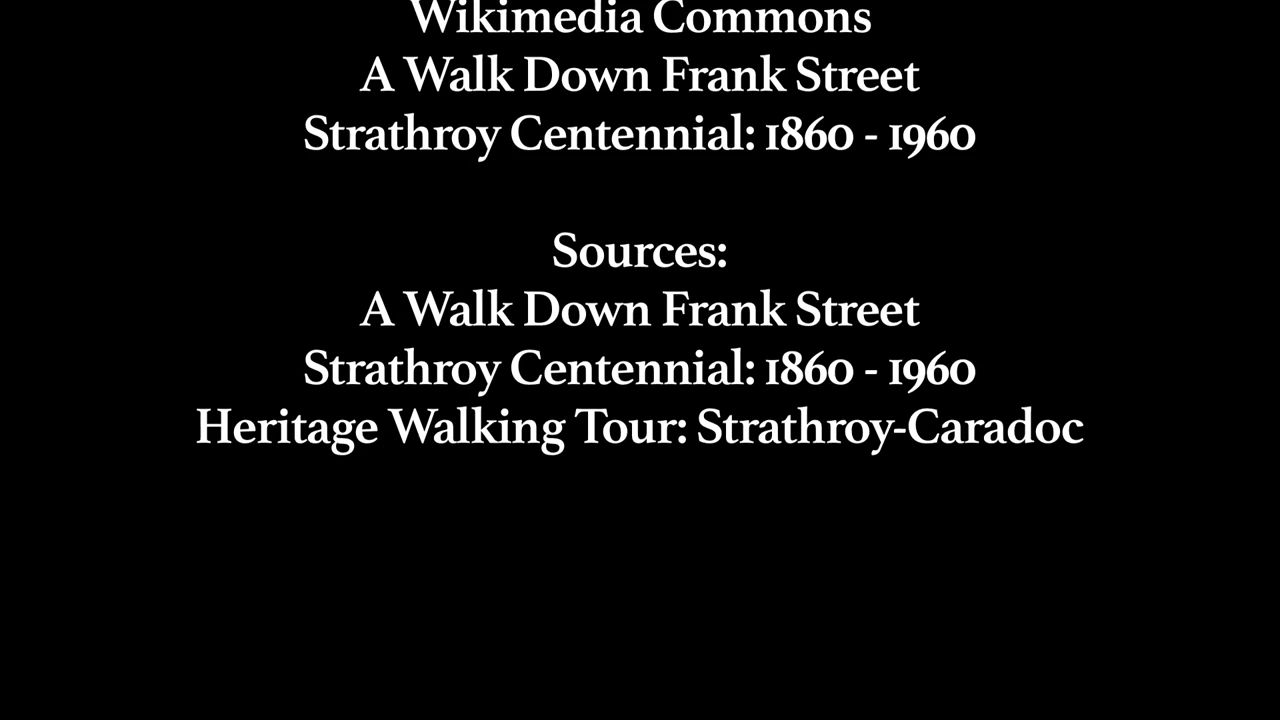 Wikimedia Commons
A Walk Down Frank Street
Strathroy Centennial: 1860 - 1960
Sources:
A Walk Down Frank Street
Strathroy Centennial: 1860 - 1960
Heritage Walking Tour: Strathroy-Caradoc